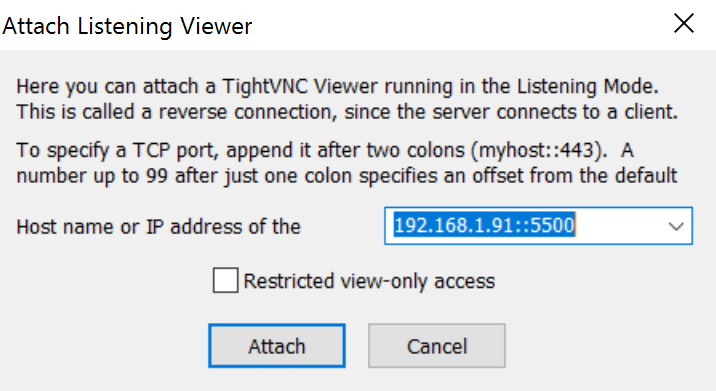 Attach Listening Viewer
Here you can attach a TightVNC Viewer running in the Listening Mode.
This is called a reverse connection, since the server connects to a client.
To specify a TCP port, append it after two colons (myhost::443).  A
number up to 99 after just one colon specifies an offset from the default
Host name or IP address of the
192.168.1.91::5500
Restricted view-only access
Attach
Cancel